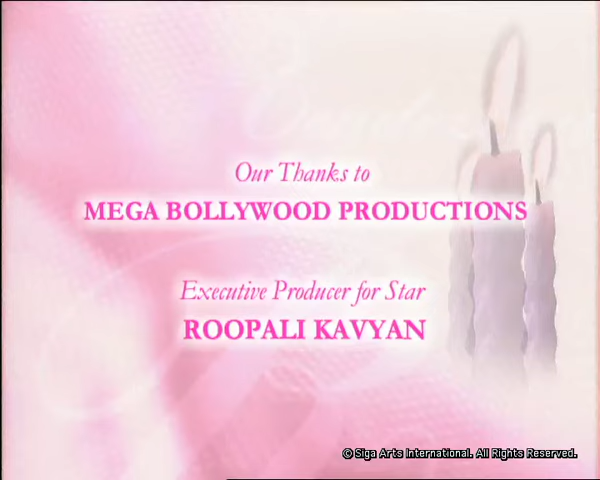 Our Thanks to
MEGA BOLLYWOOD PRODUCTIONS
Executive Producer for Star
ROOPALI KAVYAN
© Siga Arts International. All Rights Reserved.